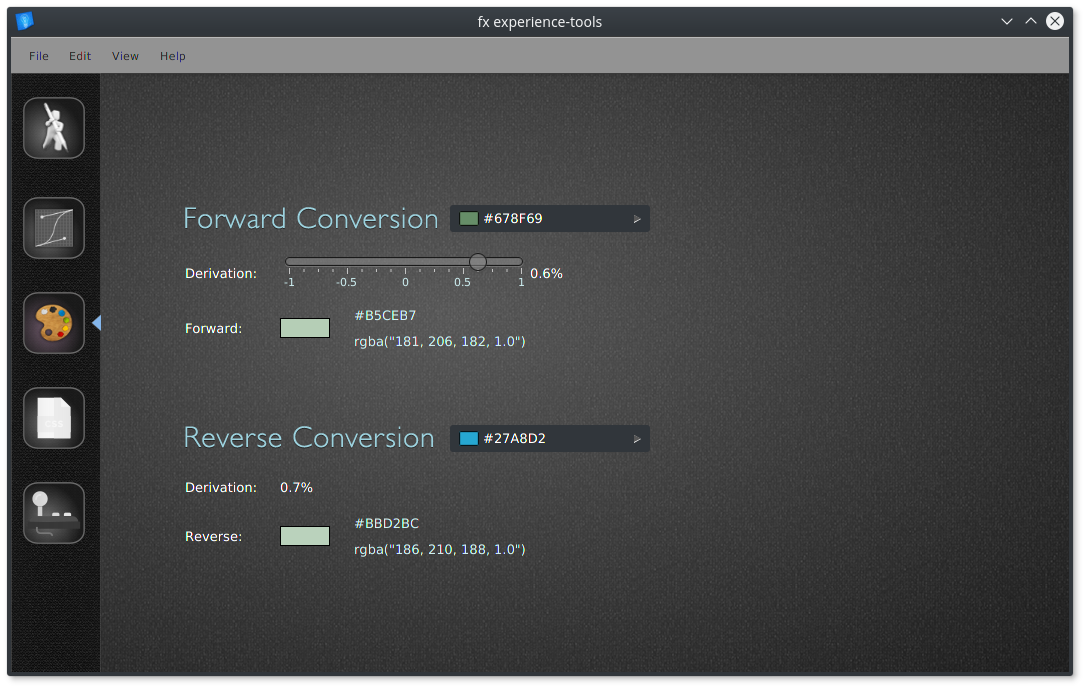 fx experience-tools
File Edit View Help
Forward Conversion #678F69
Derivation: 0.6%
-1 -0.5 0 0.5 1
Forward: #B5CEB7
rgba("181, 206, 182, 1.0")
CSS
Reverse Conversion #27A8D2
Derivation: 0.7%
Reverse: #BBD2BC
rgba("186, 210, 188, 1.0")